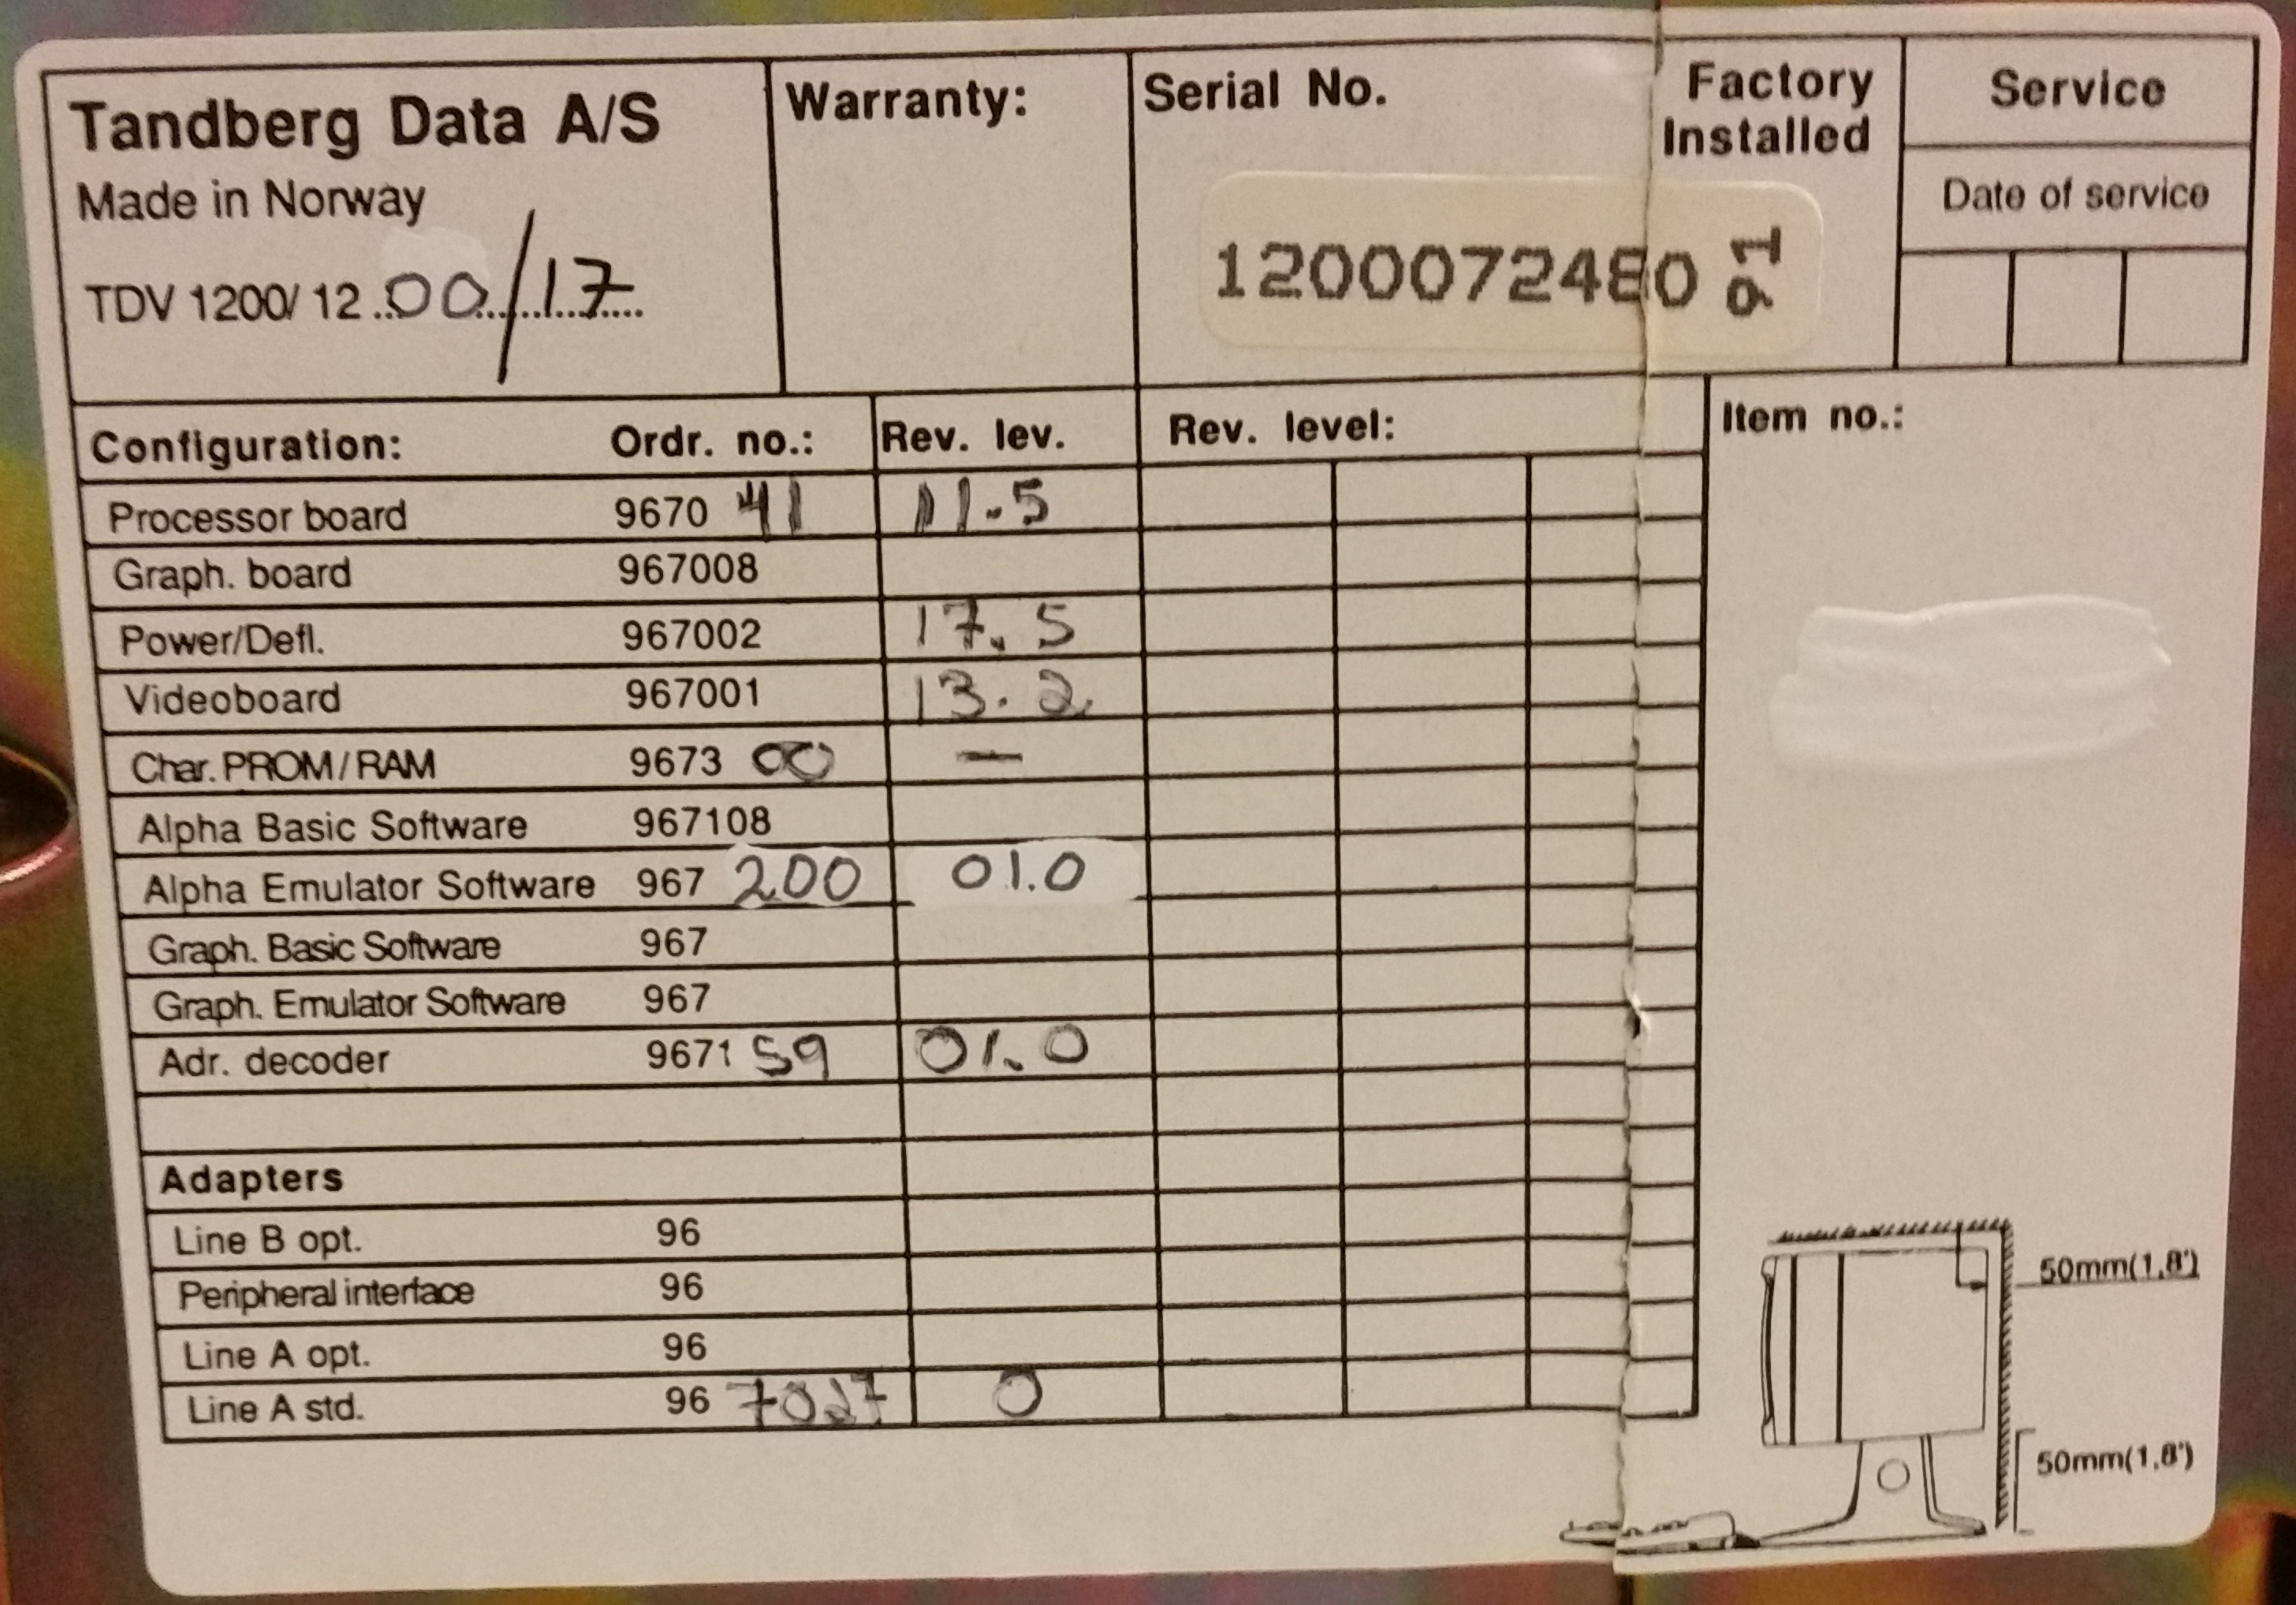 Tandberg Data A/S
Made in Norway
TDV 1200/ 12..00/17
Warranty:
Serial No.
1200072480 91
Factory
Installed
Service
Date of service
Configuration: Ordr. no.: Rev. lev. Rev. level: Item no.:
Processor board 9670 41 11.5
Graph. board 967008
Power/Defl. 967002 17.5
Videoboard 967001 13.2
Char. PROM/RAM 9673 00 —
Alpha Basic Software 967108
Alpha Emulator Software 967 200 01.0
Graph. Basic Software 967
Graph. Emulator Software 967
Adr. decoder 9671 59 01.0
Adapters
Line B opt. 96
Peripheral interface 96
Line A opt. 96
Line A std. 96 7027 0
50mm(1,8')
50mm(1,8')